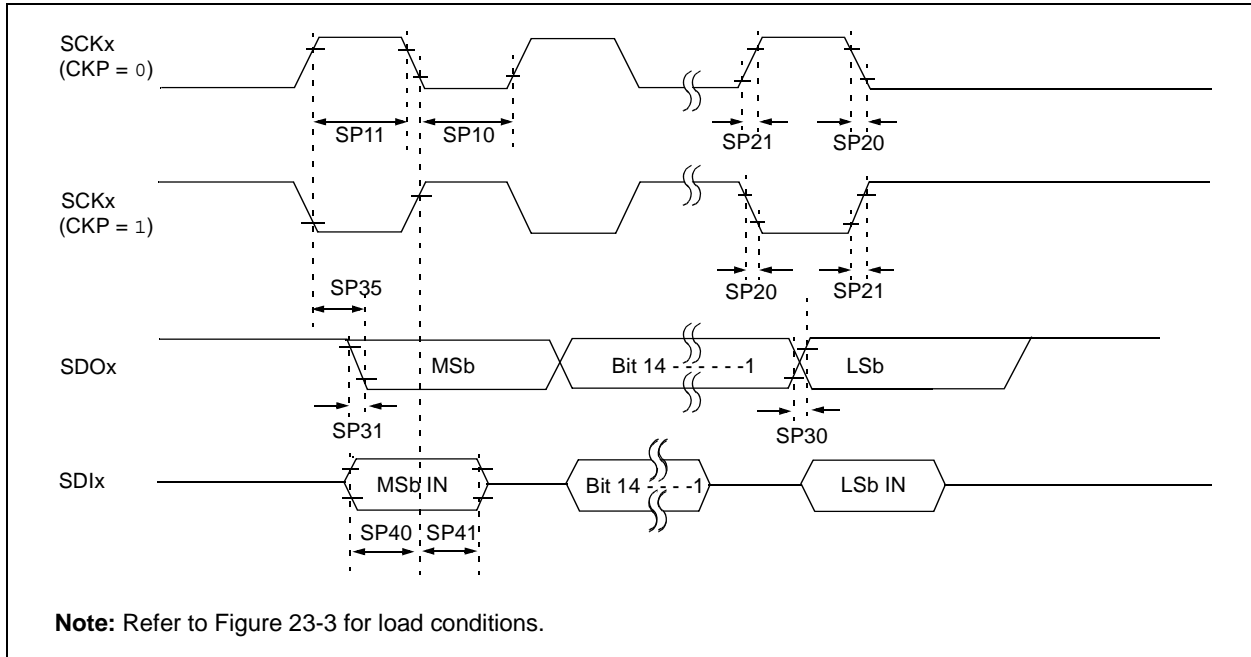 SCKx
(CKP = 0)
SP11
SP10
SP21
SP20
SCKx
(CKP = 1)
SP35
SP20
SP21
SDOx
MSb
Bit 14 - - - - - -1
LSb
SP31
SP30
SDIx
MSb IN
Bit 14 - - - -1
LSb IN
SP40
SP41
Note: Refer to Figure 23-3 for load conditions.